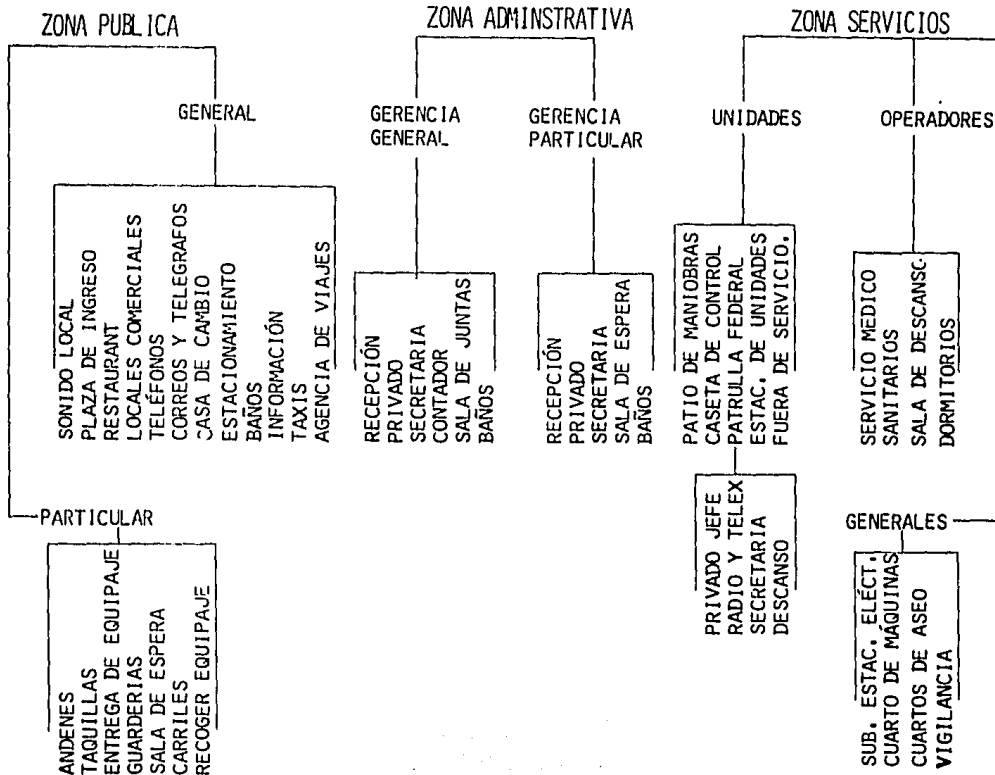 ZONA PUBLICA
GENERAL
SONIDO LOCAL
PLAZA DE INGRESO
RESTAURANT
LOCALES COMERCIALES
TELÉFONOS
CORREOS Y TELEGRAFOS
CASA DE CAMBIO
ESTACIONAMIENTO
BAÑOS
INFORMACIÓN
TAXIS
AGENCIA DE VIAJES
PARTICULAR
ANDENES
TAQUILLAS
ENTREGA DE EQUIPAJE
GUARDERIAS
SALA DE ESPERA
CARRILES
RECOGER EQUIPAJE
ZONA ADMINSTRATIVA
GERENCIA
GENERAL
RECEPCIÓN
PRIVADO
SECRETARIA
CONTADOR
SALA DE JUNTAS
BAÑOS
GERENCIA
PARTICULAR
RECEPCIÓN
PRIVADO
SECRETARIA
SALA DE ESPERA
BAÑOS
ZONA SERVICIOS
UNIDADES
PATIO DE MANIOBRAS
CASETA DE CONTROL
PATRULLA FEDERAL
ESTAC. DE UNIDADES
FUERA DE SERVICIO.
PRIVADO JEFE
RADIO Y TELEX
SECRETARIA
DESCANSO
OPERADORES
SERVICIO MEDICO
SANITARIOS
SALA DE DESCANSO
DORMITORIOS
GENERALES
SUB. ESTAC. ELÉCT.
CUARTO DE MÁQUINAS
CUARTOS DE ASEO
VIGILANCIA